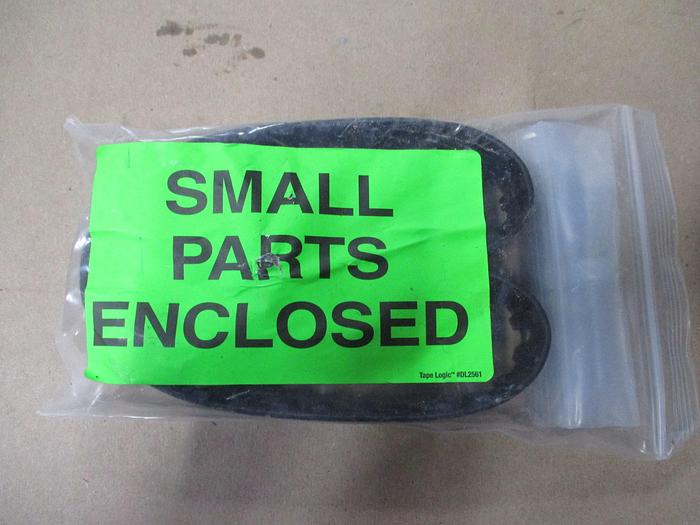 SMALL
PARTS
ENCLOSED
Tape Logic™ #DL2561